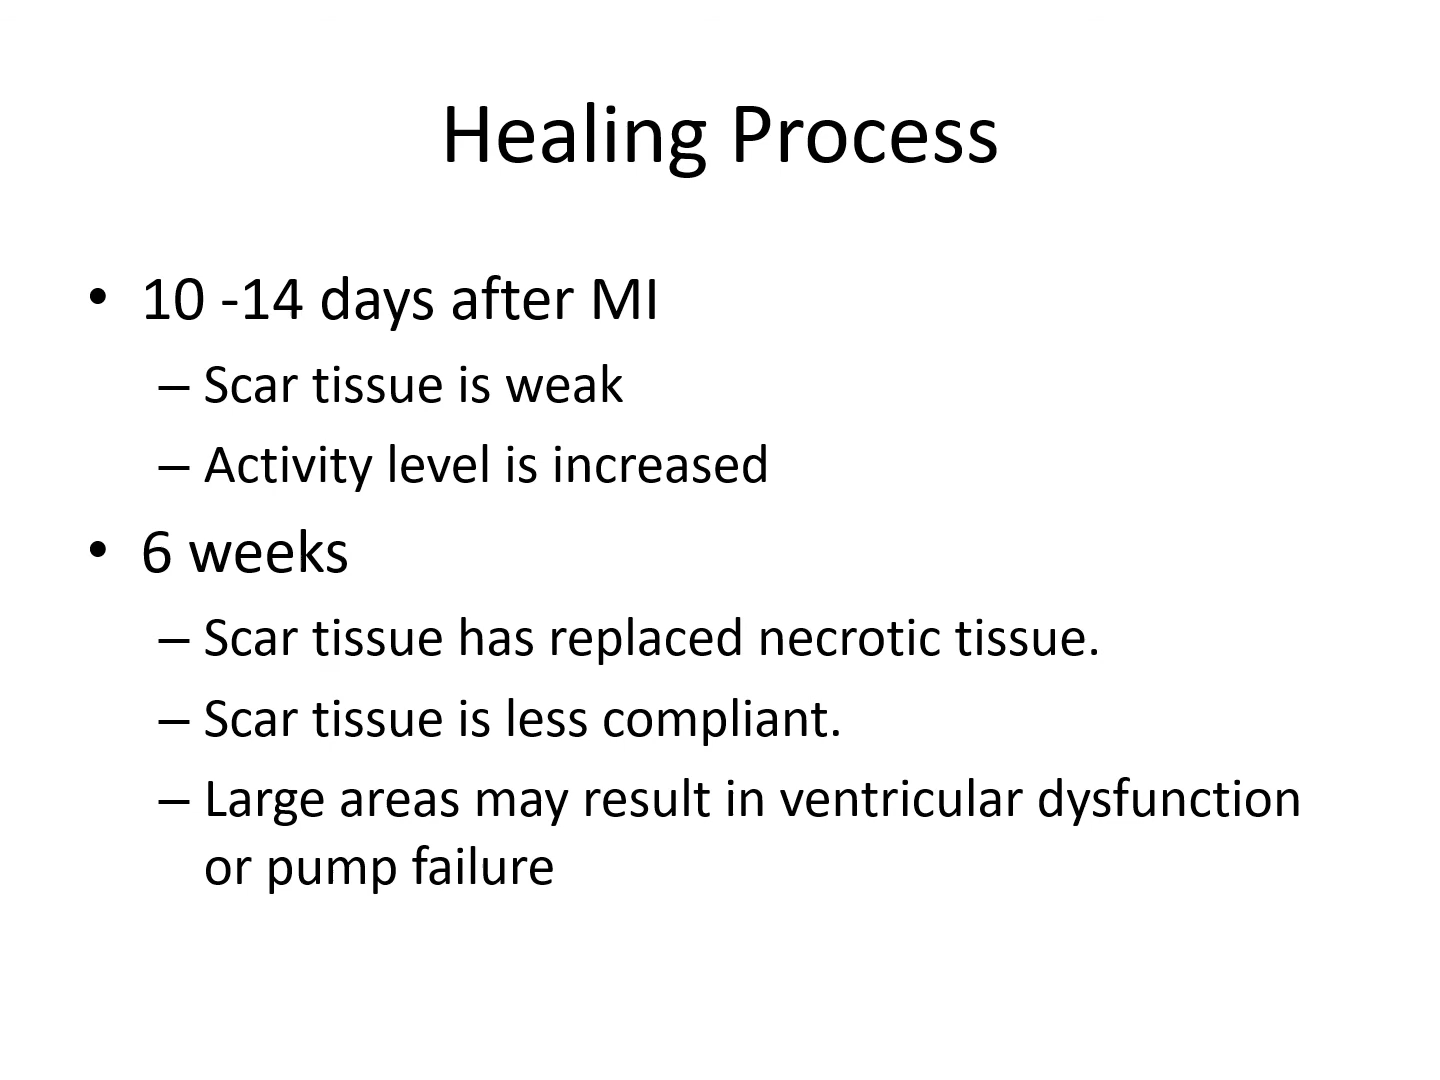 Healing Process
• 10 -14 days after MI
– Scar tissue is weak
– Activity level is increased
• 6 weeks
– Scar tissue has replaced necrotic tissue.
– Scar tissue is less compliant.
– Large areas may result in ventricular dysfunction
or pump failure